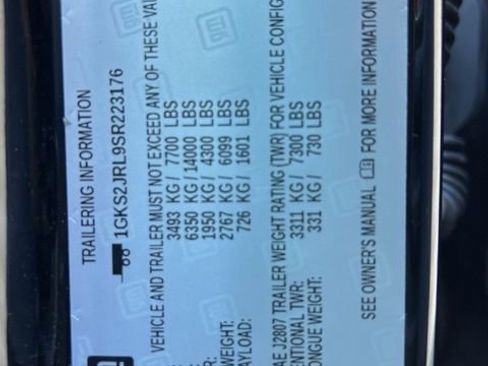 TRAILERING INFORMATION
1GKS2JRL9SR223176
VEHICLE AND TRAILER MUST NOT EXCEED ANY OF THESE
3493 KG / 7700 LBS
6350 KG / 14000 LBS
1950 KG / 4300 LBS
WEIGHT: 2767 KG / 6099 LBS
AYLOAD: 726 KG / 1601 LBS
AE J2807 TRAILER WEIGHT RATING (TWR) FOR VEHICLE CONFIG
ENTIONAL TWR: 3311 KG / 7300 LBS
ONGUE WEIGHT: 331 KG / 730 LBS
SEE OWNER'S MANUAL FOR MORE INFORMATION